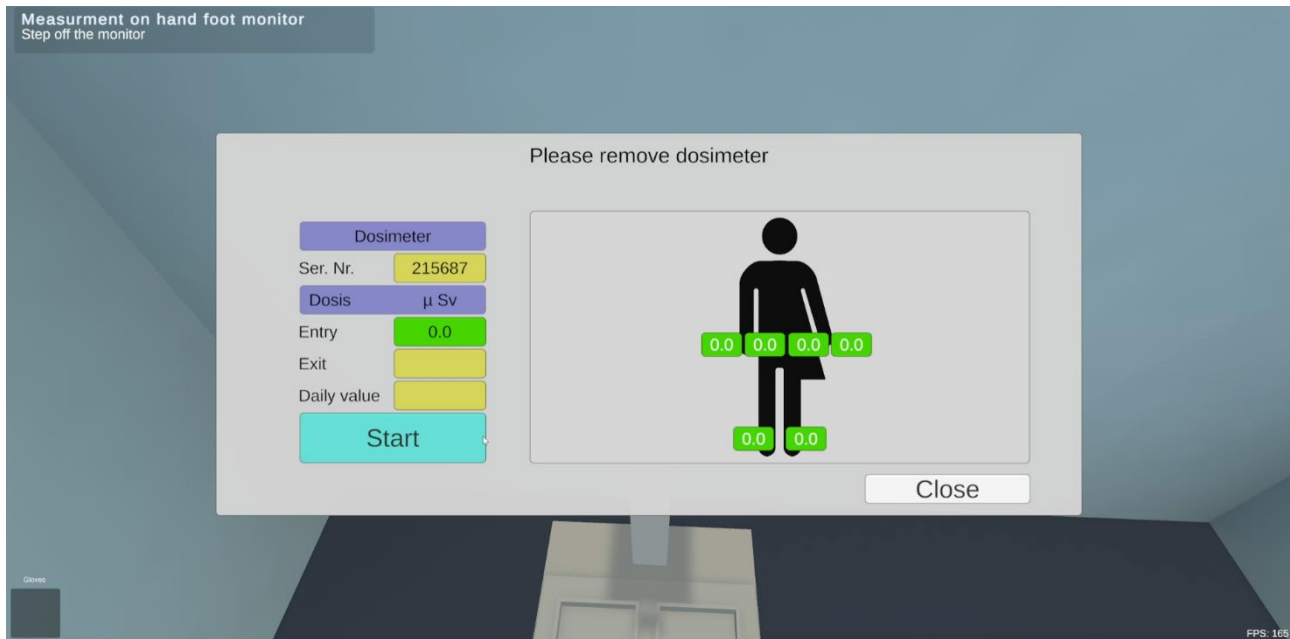 Measurment on hand foot monitor
Step off the monitor
Please remove dosimeter
Dosimeter
Ser. Nr. 215687
Dosis µ Sv
Entry 0.0
Exit
Daily value
Start
0.0 0.0 0.0 0.0
0.0 0.0
Close
Gloves
FPS: 165